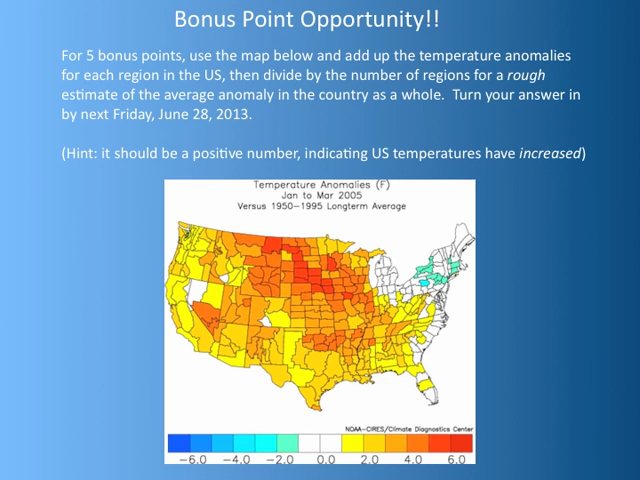 Bonus Point Opportunity!!
For 5 bonus points, use the map below and add up the temperature anomalies
for each region in the US, then divide by the number of regions for a rough
estimate of the average anomaly in the country as a whole.  Turn your answer in
by next Friday, June 28, 2013.
(Hint: it should be a positive number, indicating US temperatures have increased)
Temperature Anomalies (F)
Jan to Mar 2005
Versus 1950–1995 Longterm Average
NOAA–CIRES/Climate Diagnostics Center
−6.0 −4.0 −2.0 0.0 2.0 4.0 6.0